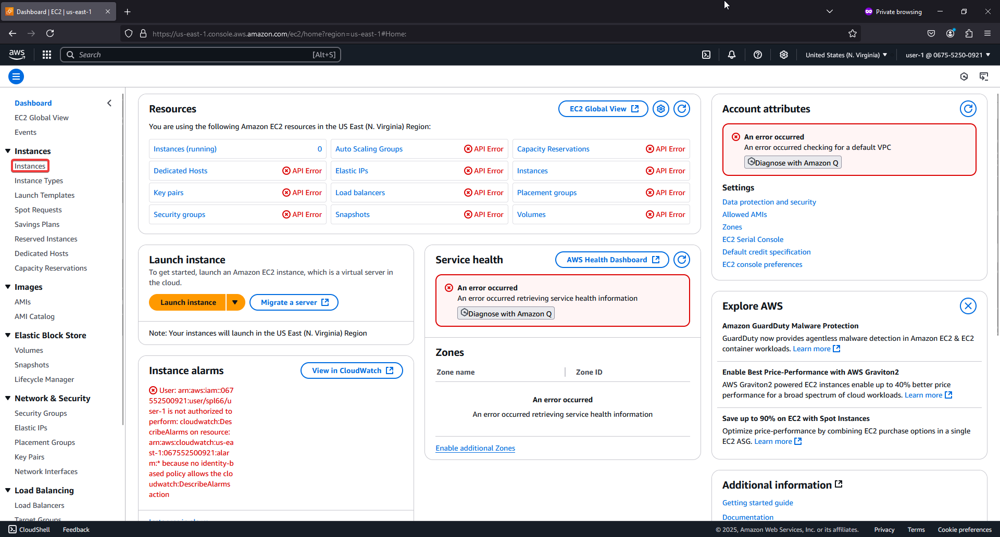 Dashboard | EC2 | us-east-1
Private browsing
https://us-east-1.console.aws.amazon.com/ec2/home?region=us-east-1#Home:
aws
Search
[Alt+S]
United States (N. Virginia)
user-1 @ 0675-5250-0921
Dashboard
EC2 Global View
Events
Instances
Instances
Instance Types
Launch Templates
Spot Requests
Savings Plans
Reserved Instances
Dedicated Hosts
Capacity Reservations
Images
AMIs
AMI Catalog
Elastic Block Store
Volumes
Snapshots
Lifecycle Manager
Network & Security
Security Groups
Elastic IPs
Placement Groups
Key Pairs
Network Interfaces
Load Balancing
Load Balancers
Target Groups
Resources
EC2 Global View
You are using the following Amazon EC2 resources in the US East (N. Virginia) Region:
Instances (running) 0
Auto Scaling Groups API Error
Capacity Reservations API Error
Dedicated Hosts API Error
Elastic IPs API Error
Instances API Error
Key pairs API Error
Load balancers API Error
Placement groups API Error
Security groups API Error
Snapshots API Error
Volumes API Error
Launch instance
To get started, launch an Amazon EC2 instance, which is a virtual server in
the cloud.
Launch instance
Migrate a server
Note: Your instances will launch in the US East (N. Virginia) Region
Instance alarms
View in CloudWatch
User: arn:aws:iam::067
552500921:user/spl66/u
ser-1 is not authorized to
perform: cloudwatch:Des
cribeAlarms on resource:
arn:aws:cloudwatch:us-ea
st-1:067552500921:alar
m:* because no identity-b
ased policy allows the clo
udwatch:DescribeAlarms
action
Service health
AWS Health Dashboard
An error occurred
An error occurred retrieving service health information
Diagnose with Amazon Q
Zones
Zone name
Zone ID
An error occurred
An error occurred retrieving service health information
Enable additional Zones
Account attributes
An error occurred
An error occurred checking for a default VPC
Diagnose with Amazon Q
Settings
Data protection and security
Allowed AMIs
Zones
EC2 Serial Console
Default credit specification
EC2 console preferences
Explore AWS
Amazon GuardDuty Malware Protection
GuardDuty now provides agentless malware detection in Amazon EC2 & EC2
container workloads. Learn more
Enable Best Price-Performance with AWS Graviton2
AWS Graviton2 powered EC2 instances enable up to 40% better price
performance for a broad spectrum of cloud workloads. Learn more
Save up to 90% on EC2 with Spot Instances
Optimize price-performance by combining EC2 purchase options in a single
EC2 ASG. Learn more
Additional information
Getting started guide
Documentation
CloudShell
Feedback
© 2025, Amazon Web Services, Inc. or its affiliates.
Privacy
Terms
Cookie preferences